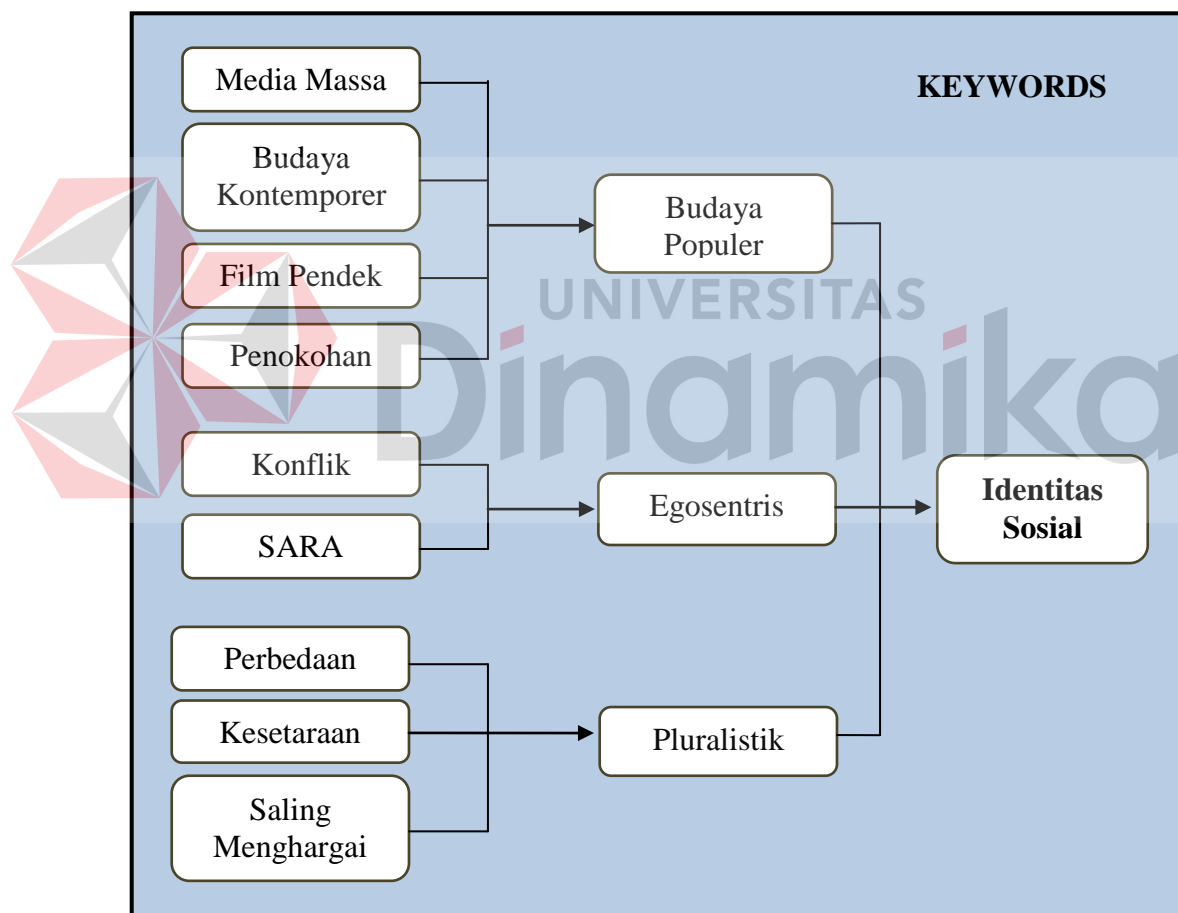 KEYWORDS
Media Massa
Budaya
Kontemporer
Film Pendek
Penokohan
Budaya
Populer
Konflik
SARA
Egosentris
Perbedaan
Kesetaraan
Saling
Menghargai
Pluralistik
Identitas
Sosial
UNIVERSITAS
Dinamika